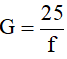 G = 25/f